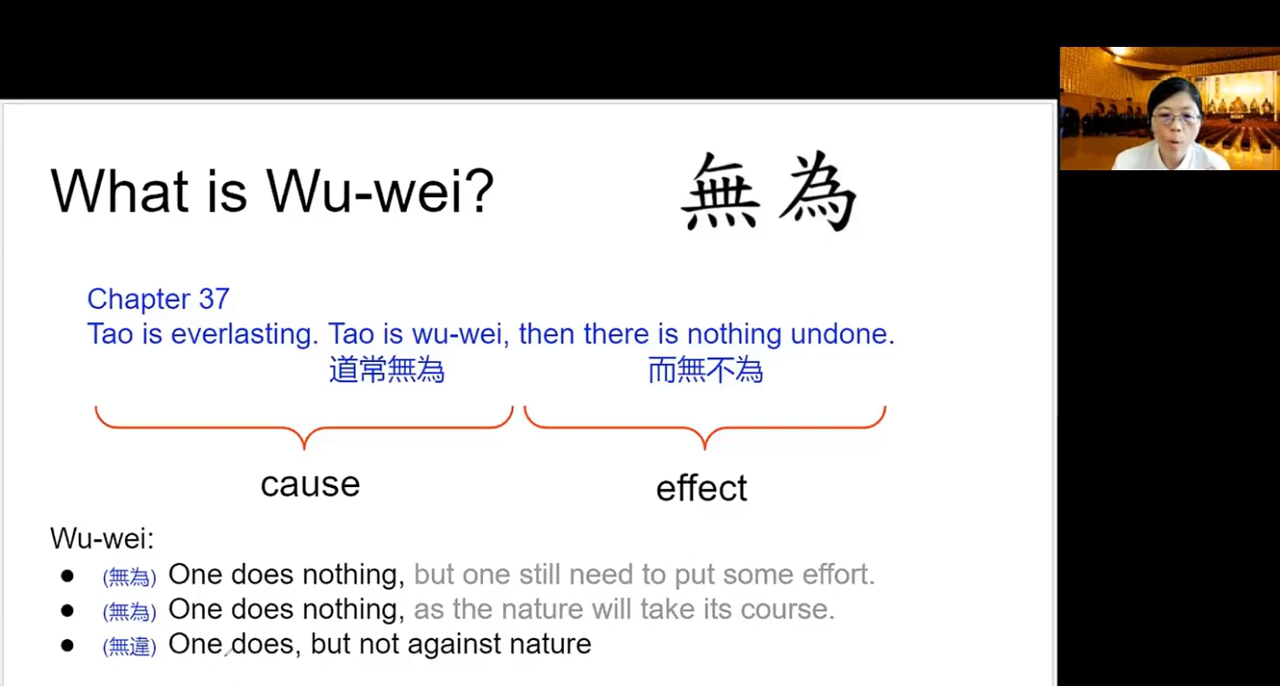 What is Wu-wei? 無為
Chapter 37
Tao is everlasting. Tao is wu-wei, then there is nothing undone.
道常無為 而無不為
cause effect
Wu-wei:
● (無為) One does nothing, but one still need to put some effort.
● (無為) One does nothing, as the nature will take its course.
● (無違) One does, but not against nature